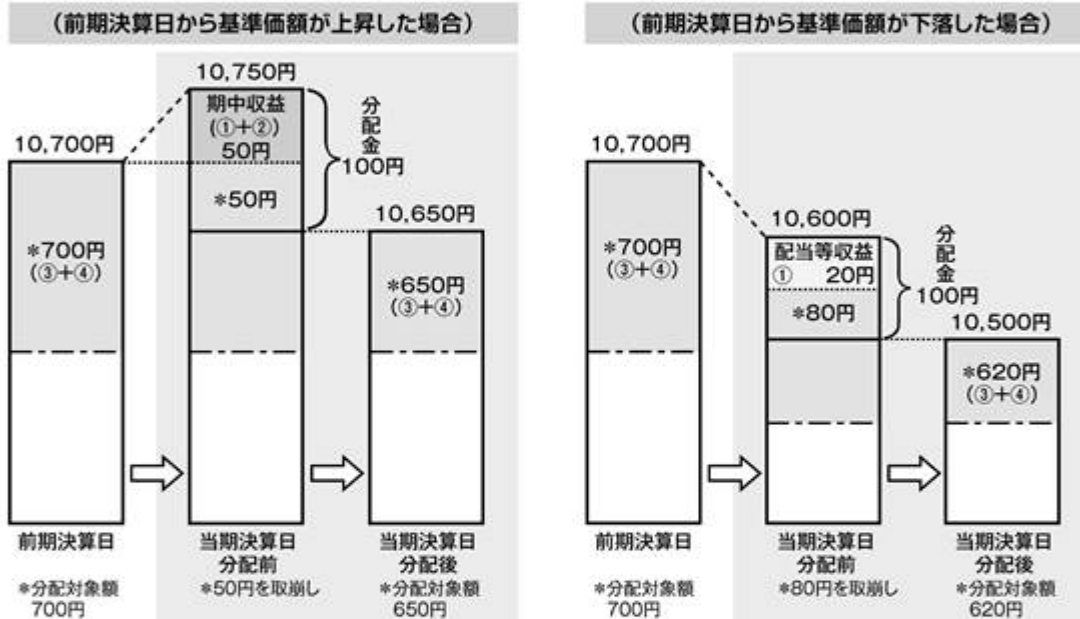 (前期決算日から基準価額が上昇した場合)
10,750円
期中収益
(①+②)
50円
*50円
分配金
100円
10,700円
*700円
(③+④)
10,650円
*650円
(③+④)
前期決算日
当期決算日
分配前
当期決算日
分配後
*分配対象額
700円
*50円を取崩し
*分配対象額
650円
(前期決算日から基準価額が下落した場合)
10,700円
*700円
(③+④)
10,600円
配当等収益
① 20円
*80円
分配金
100円
10,500円
*620円
(③+④)
前期決算日
当期決算日
分配前
当期決算日
分配後
*分配対象額
700円
*80円を取崩し
*分配対象額
620円